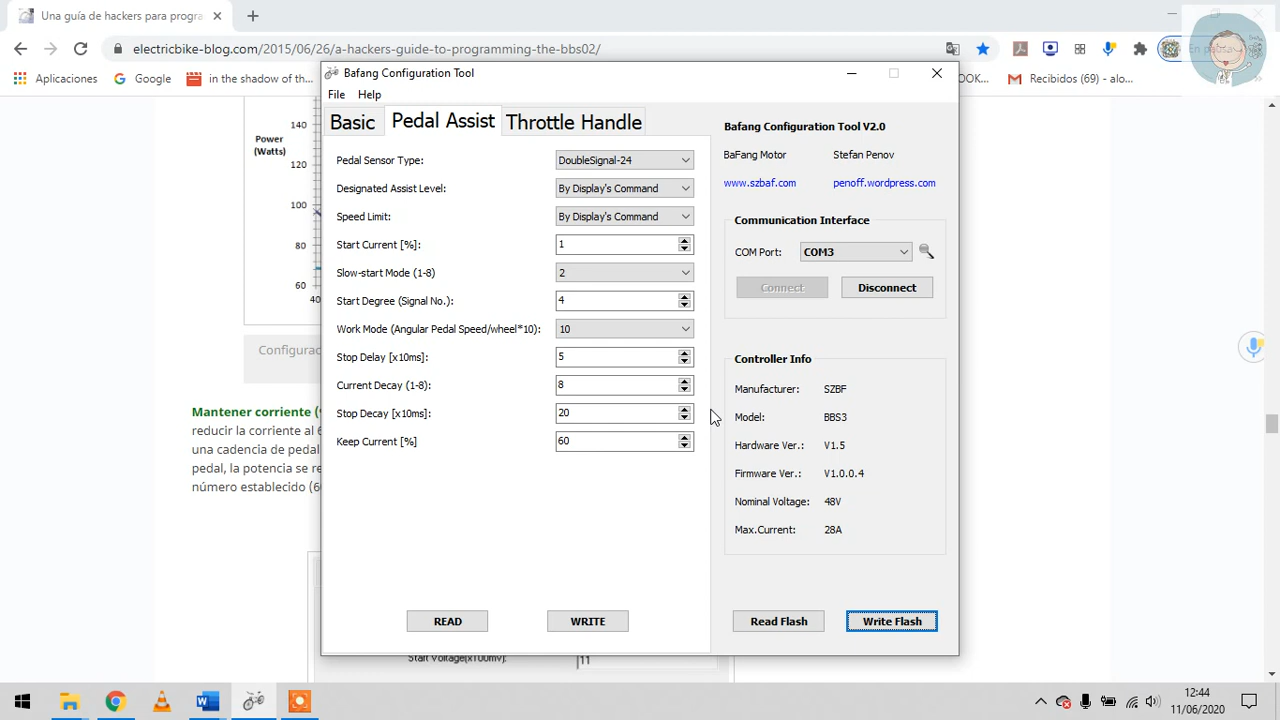 Una guía de hackers para progra
electricbike-blog.com/2015/06/26/a-hackers-guide-to-programming-the-bbs02/
En pausa
Aplicaciones
Google
in the shadow of th...
OOK...
Recibidos (69) - alo...
Bafang Configuration Tool
File Help
Basic Pedal Assist Throttle Handle
Pedal Sensor Type: DoubleSignal-24
Designated Assist Level: By Display's Command
Speed Limit: By Display's Command
Start Current [%]: 1
Slow-start Mode (1-8) 2
Start Degree (Signal No.): 4
Work Mode (Angular Pedal Speed/wheel*10): 10
Stop Delay [x10ms]: 5
Current Decay (1-8): 8
Stop Decay [x10ms]: 20
Keep Current [%] 60
READ WRITE
Bafang Configuration Tool V2.0
BaFang Motor Stefan Penov
www.szbaf.com penoff.wordpress.com
Communication Interface
COM Port: COM3
Connect Disconnect
Controller Info
Manufacturer: SZBF
Model: BBS3
Hardware Ver.: V1.5
Firmware Ver.: V1.0.0.4
Nominal Voltage: 48V
Max.Current: 28A
Read Flash Write Flash
140
Power
(Watts)
120
100
80
60
40
Configurac
Mantener corriente (
reducir la corriente al 6
una cadencia de pedal
pedal, la potencia se re
número establecido (6
Start Voltage(x100mv): 11
12:44
11/06/2020